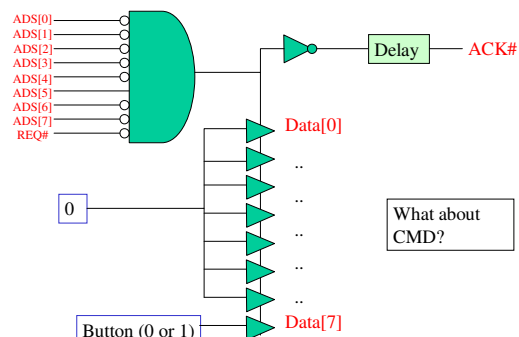 ADS[0]
ADS[1]
ADS[2]
ADS[3]
ADS[4]
ADS[5]
ADS[6]
ADS[7]
REQ#
Delay
ACK#
Data[0]
..
..
0
..
What about
CMD?
..
..
Data[7]
Button (0 or 1)